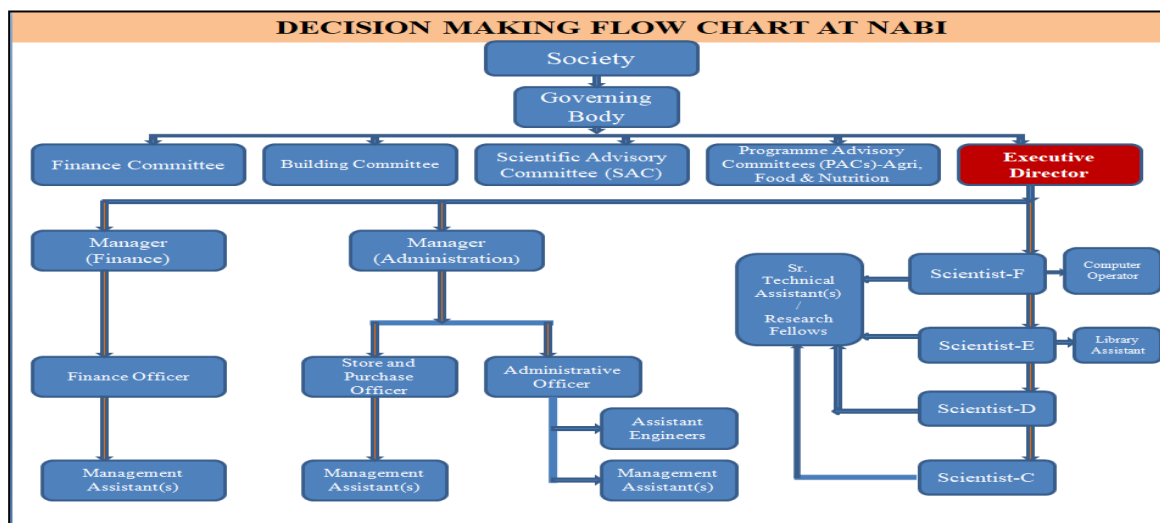 DECISION MAKING FLOW CHART AT NABI
Society
Governing
Body
Finance Committee
Building Committee
Scientific Advisory
Committee (SAC)
Programme Advisory
Committees (PACs)-Agri,
Food & Nutrition
Executive
Director
Manager
(Finance)
Manager
(Administration)
Sr.
Technical
Assistant(s)
/
Research
Fellows
Scientist-F
Computer
Operator
Scientist-E
Library
Assistant
Finance Officer
Store and
Purchase
Officer
Administrative
Officer
Scientist-D
Assistant
Engineers
Management
Assistant(s)
Management
Assistant(s)
Management
Assistant(s)
Scientist-C